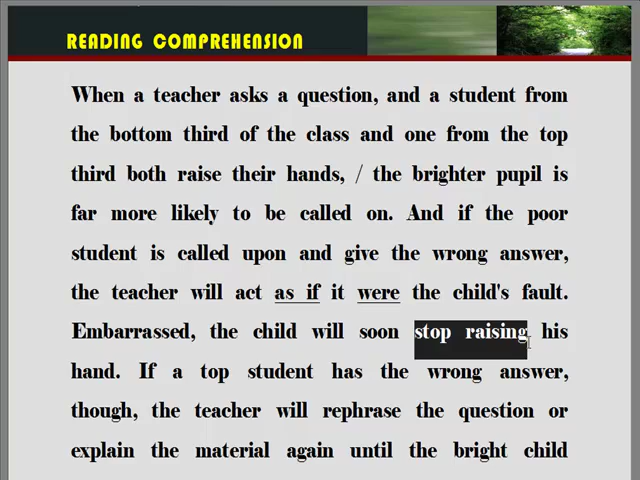 READING COMPREHENSION
When a teacher asks a question, and a student from
the bottom third of the class and one from the top
third both raise their hands, / the brighter pupil is
far more likely to be called on. And if the poor
student is called upon and give the wrong answer,
the teacher will act as if it were the child's fault.
Embarrassed, the child will soon stop raising his
hand. If a top student has the wrong answer,
though, the teacher will rephrase the question or
explain the material again until the bright child